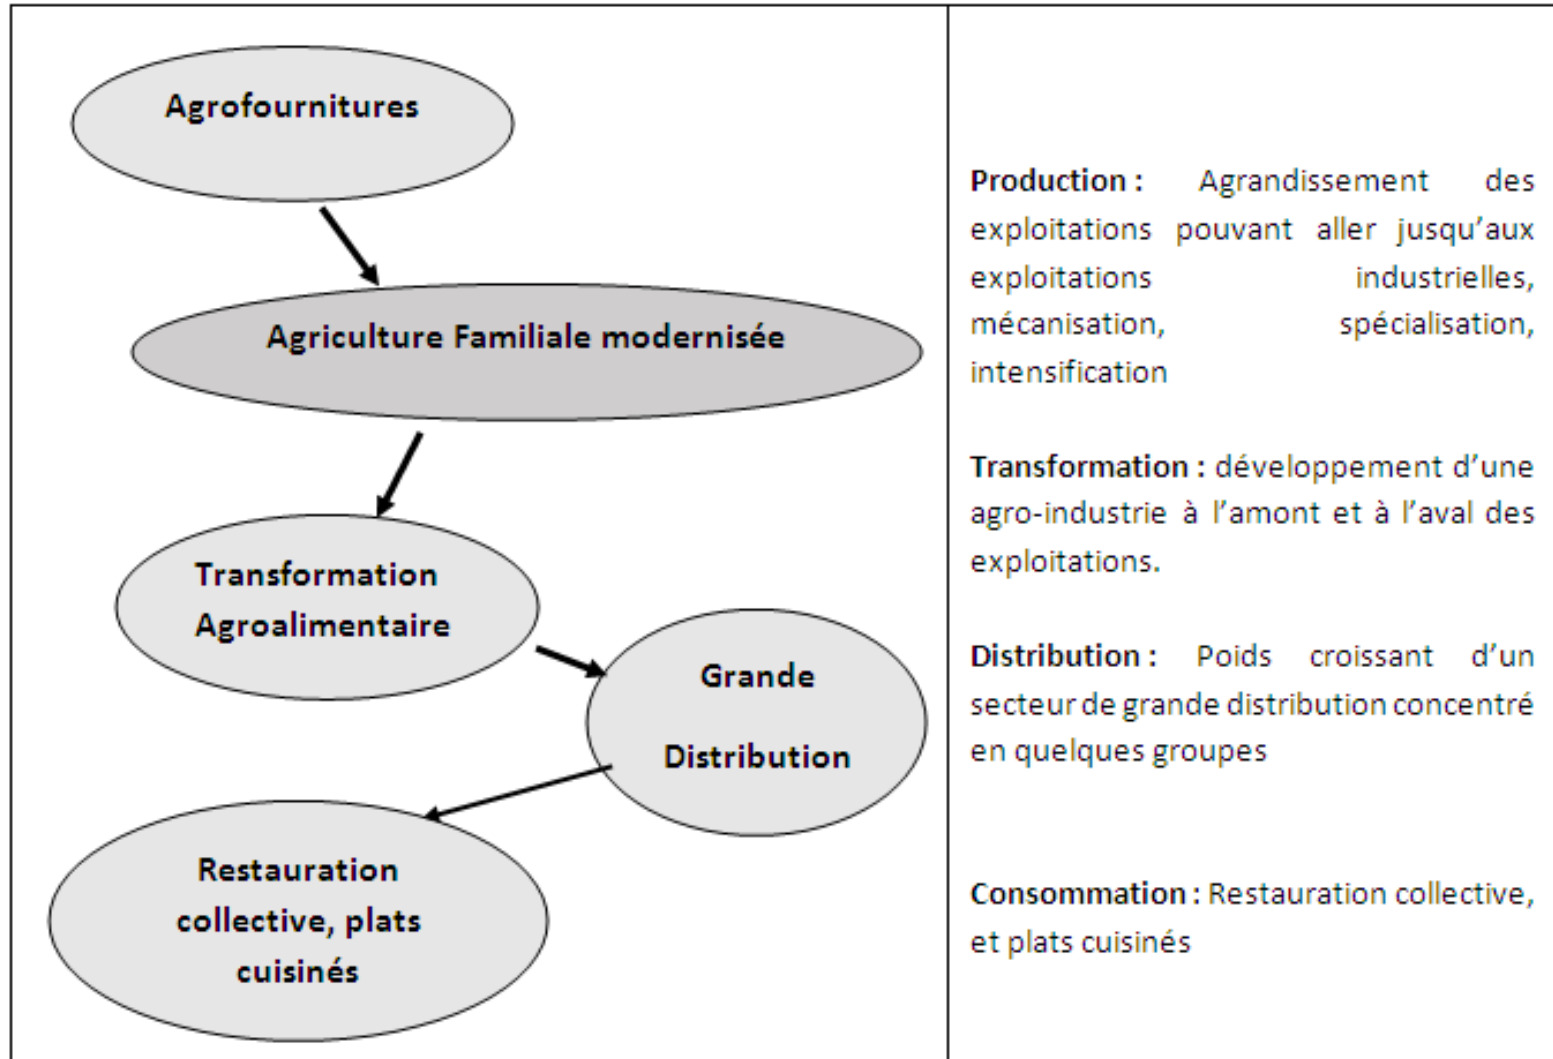 Agrofournitures
Agriculture Familiale modernisée
Transformation
Agroalimentaire
Grande
Distribution
Restauration
collective, plats
cuisinés
Production : Agrandissement des
exploitations pouvant aller jusqu’aux
exploitations industrielles,
mécanisation, spécialisation,
intensification
Transformation : développement d’une
agro-industrie à l’amont et à l’aval des
exploitations.
Distribution : Poids croissant d’un
secteur de grande distribution concentré
en quelques groupes
Consommation : Restauration collective,
et plats cuisinés